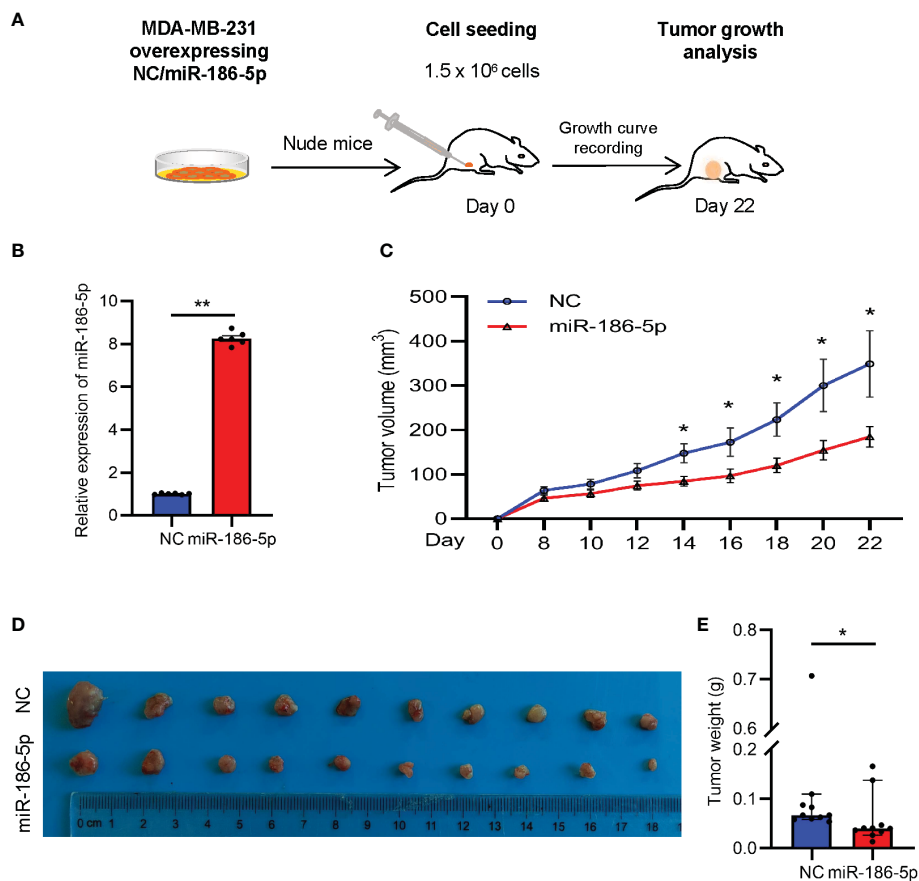 A
MDA-MB-231
overexpressing
NC/miR-186-5p
Cell seeding
1.5 x 10⁶ cells
Tumor growth
analysis
Nude mice
Growth curve
recording
Day 0
Day 22
B
Relative expression of miR-186-5p
10
8
6
4
2
0
**
NC miR-186-5p
C
Tumor volume (mm³)
500
400
300
200
100
0
NC
miR-186-5p
* * * * *
Day 0 8 10 12 14 16 18 20 22
D
NC
miR-186-5p
0 cm 1 2 3 4 5 6 7 8 9 10 11 12 13 14 15 16 17 18
E
Tumor weight (g)
0.8
0.7
0.6
0.2
0.1
0.0
*
NC miR-186-5p